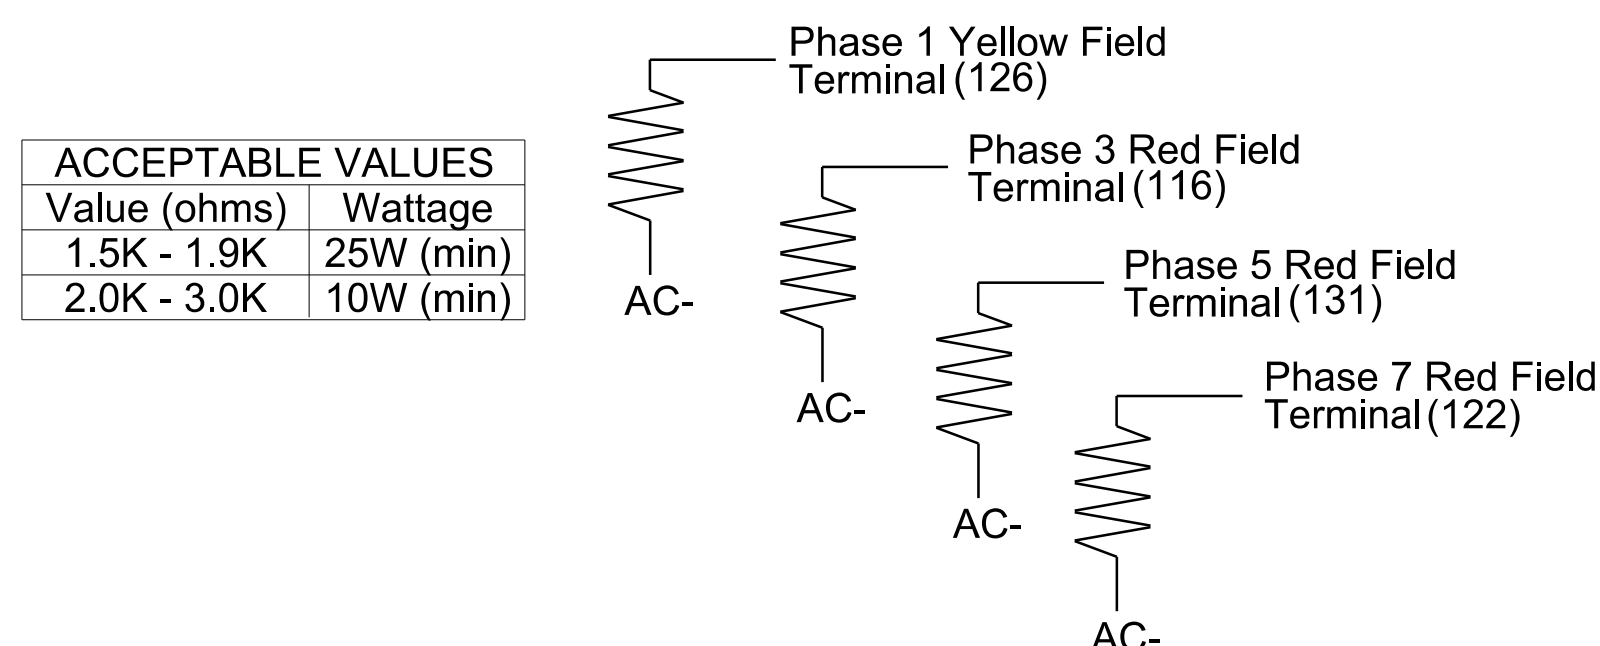 ACCEPTABLE VALUES
Value (ohms) Wattage
1.5K - 1.9K 25W (min)
2.0K - 3.0K 10W (min)
Phase 1 Yellow Field
Terminal (126)
AC-
Phase 3 Red Field
Terminal (116)
AC-
Phase 5 Red Field
Terminal (131)
AC-
Phase 7 Red Field
Terminal (122)
AC-